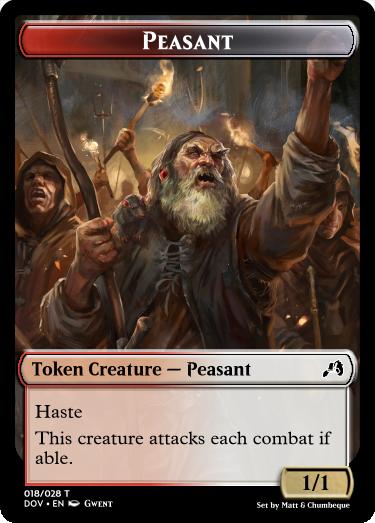 Peasant
Token Creature — Peasant
Haste
This creature attacks each combat if
able.
1/1
018/028 T
DOV • EN Gwent
Set by Matt & Chumbeque